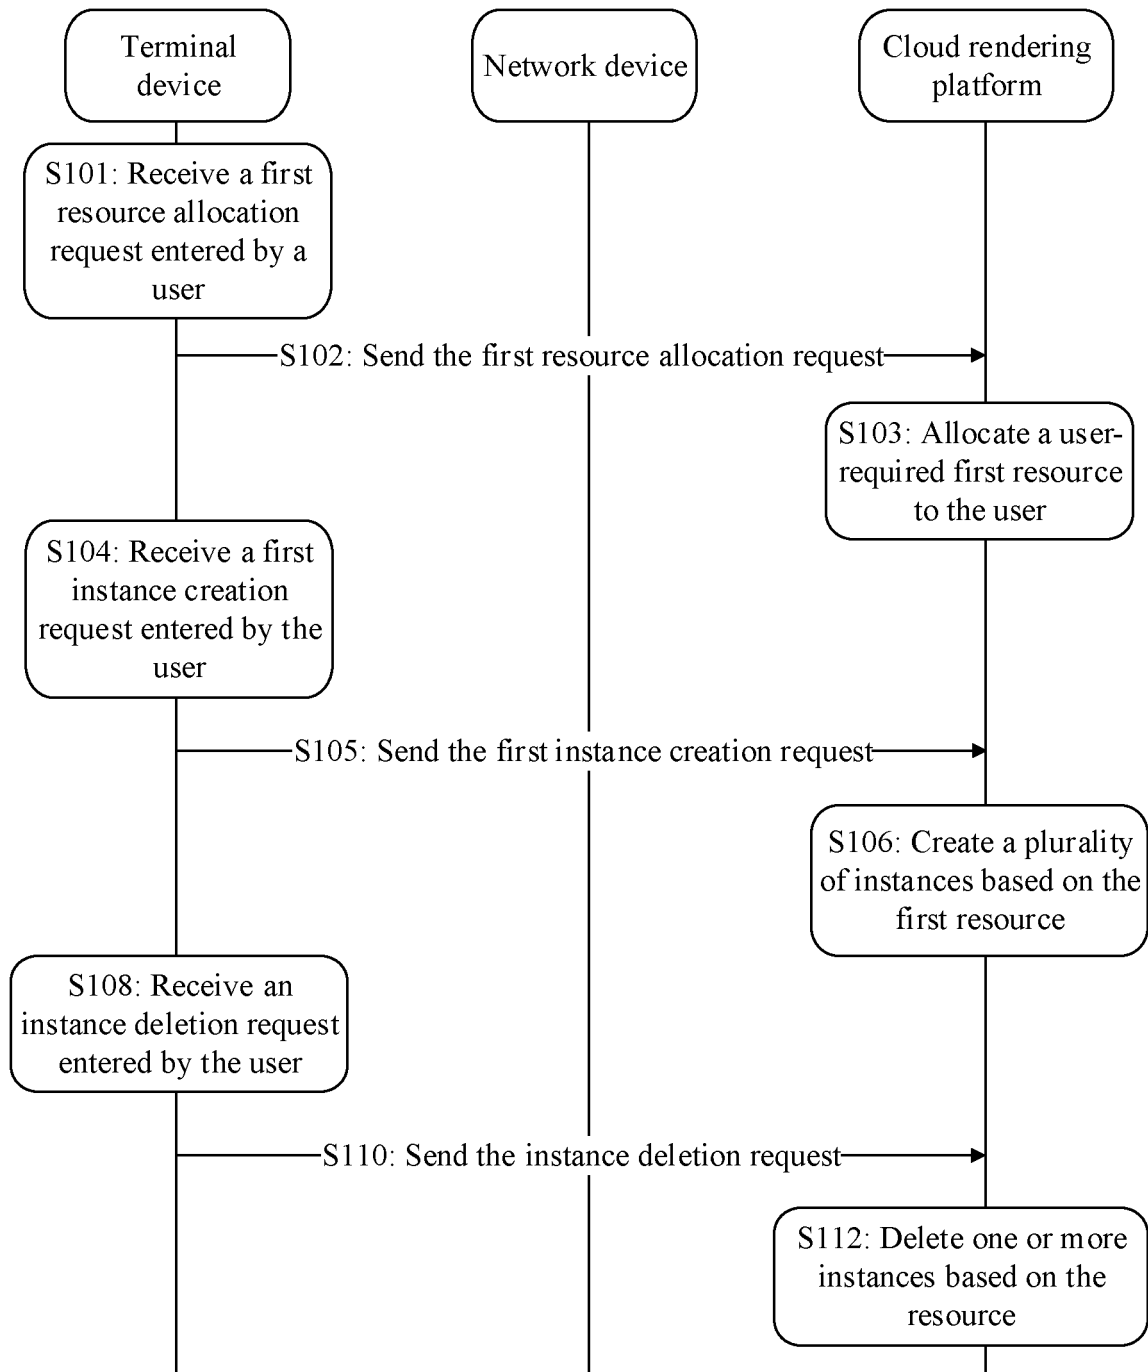 Terminal
device
Network device
Cloud rendering
platform
S101: Receive a first
resource allocation
request entered by a
user
S102: Send the first resource allocation request
S103: Allocate a user-
required first resource
to the user
S104: Receive a first
instance creation
request entered by the
user
S105: Send the first instance creation request
S106: Create a plurality
of instances based on the
first resource
S108: Receive an
instance deletion request
entered by the user
S110: Send the instance deletion request
S112: Delete one or more
instances based on the
resource